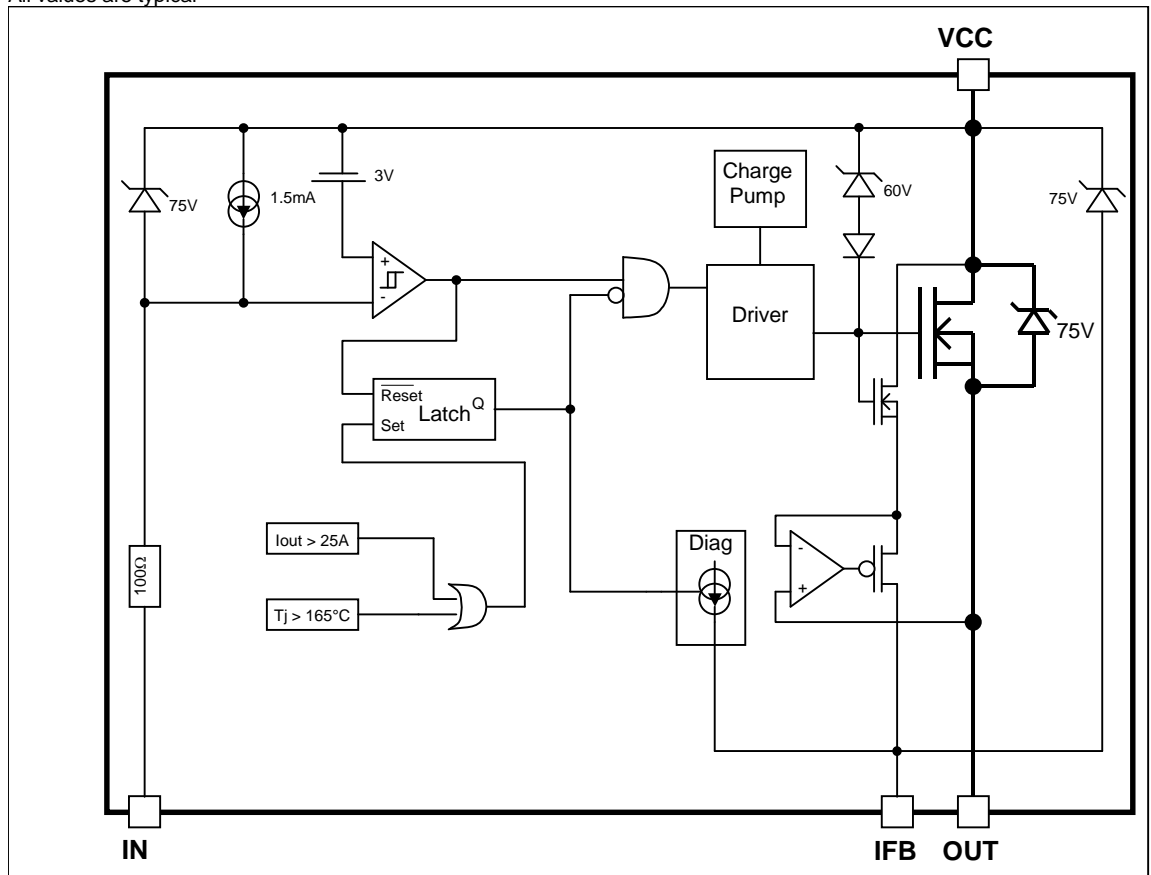 All values are typical
VCC
75V
1.5mA
3V
Charge
Pump
60V
75V
+
-
Driver
75V
Reset
Latch
Q
Set
Iout > 25A
Tj > 165°C
100Ω
Diag
-
+
IN
IFB
OUT